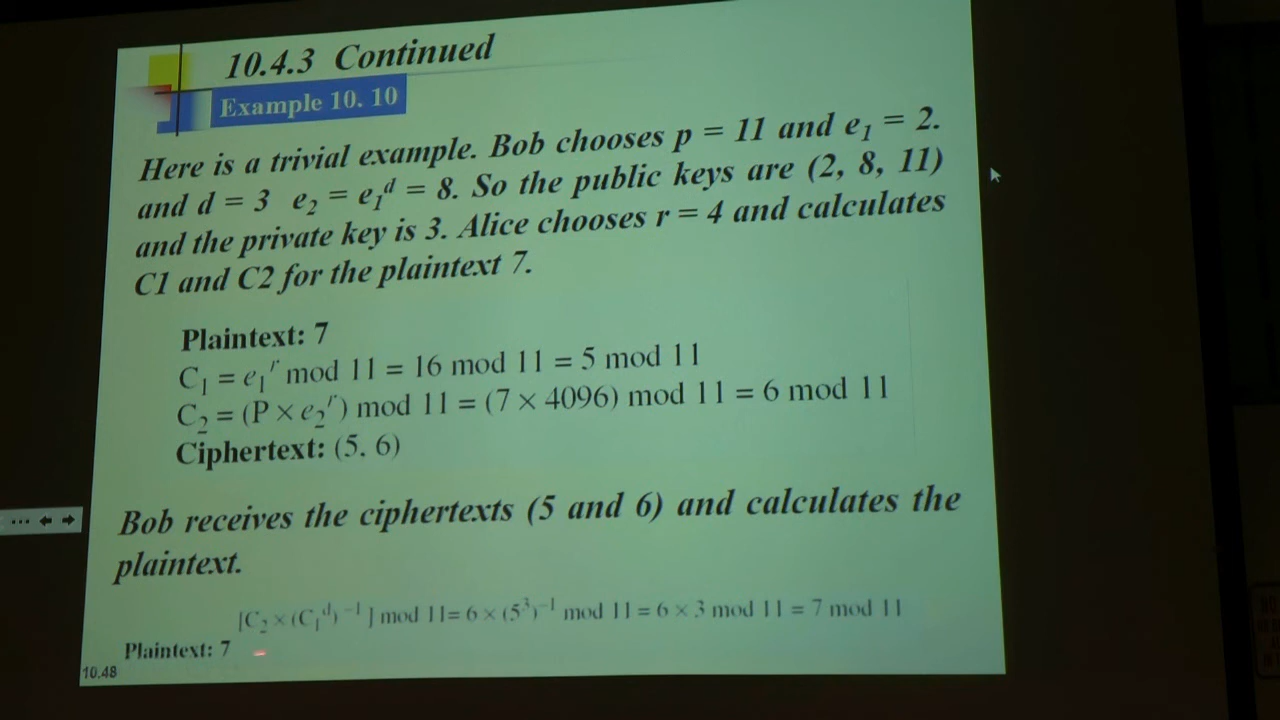 10.4.3 Continued
Example 10. 10
Here is a trivial example. Bob chooses p = 11 and e₁ = 2.
and d = 3 e₂ = e₁ᵈ = 8. So the public keys are (2, 8, 11)
and the private key is 3. Alice chooses r = 4 and calculates
C1 and C2 for the plaintext 7.
Plaintext: 7
C₁ = e₁ʳ mod 11 = 16 mod 11 = 5 mod 11
C₂ = (P × e₂ʳ) mod 11 = (7 × 4096) mod 11 = 6 mod 11
Ciphertext: (5. 6)
Bob receives the ciphertexts (5 and 6) and calculates the
plaintext.
[C₂ × (C₁ᵈ)⁻¹ ] mod 11= 6 × (5³)⁻¹ mod 11 = 6 × 3 mod 11 = 7 mod 11
Plaintext: 7
10.48